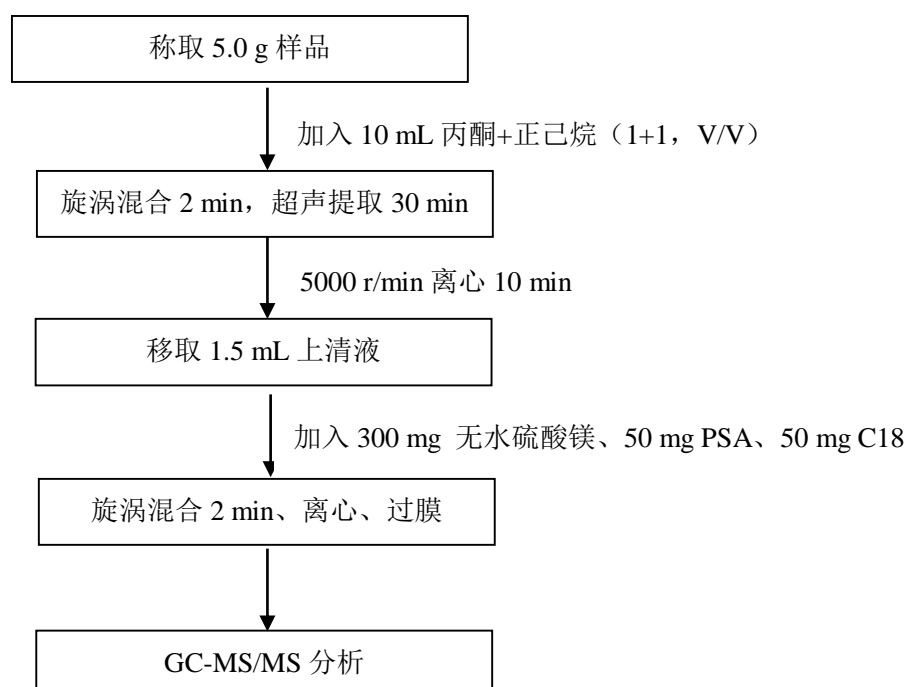 称取 5.0 g 样品
加入 10 mL 丙酮+正己烷（1+1，V/V）
旋涡混合 2 min，超声提取 30 min
5000 r/min 离心 10 min
移取 1.5 mL 上清液
加入 300 mg 无水硫酸镁、50 mg PSA、50 mg C18
旋涡混合 2 min、离心、过膜
GC-MS/MS 分析